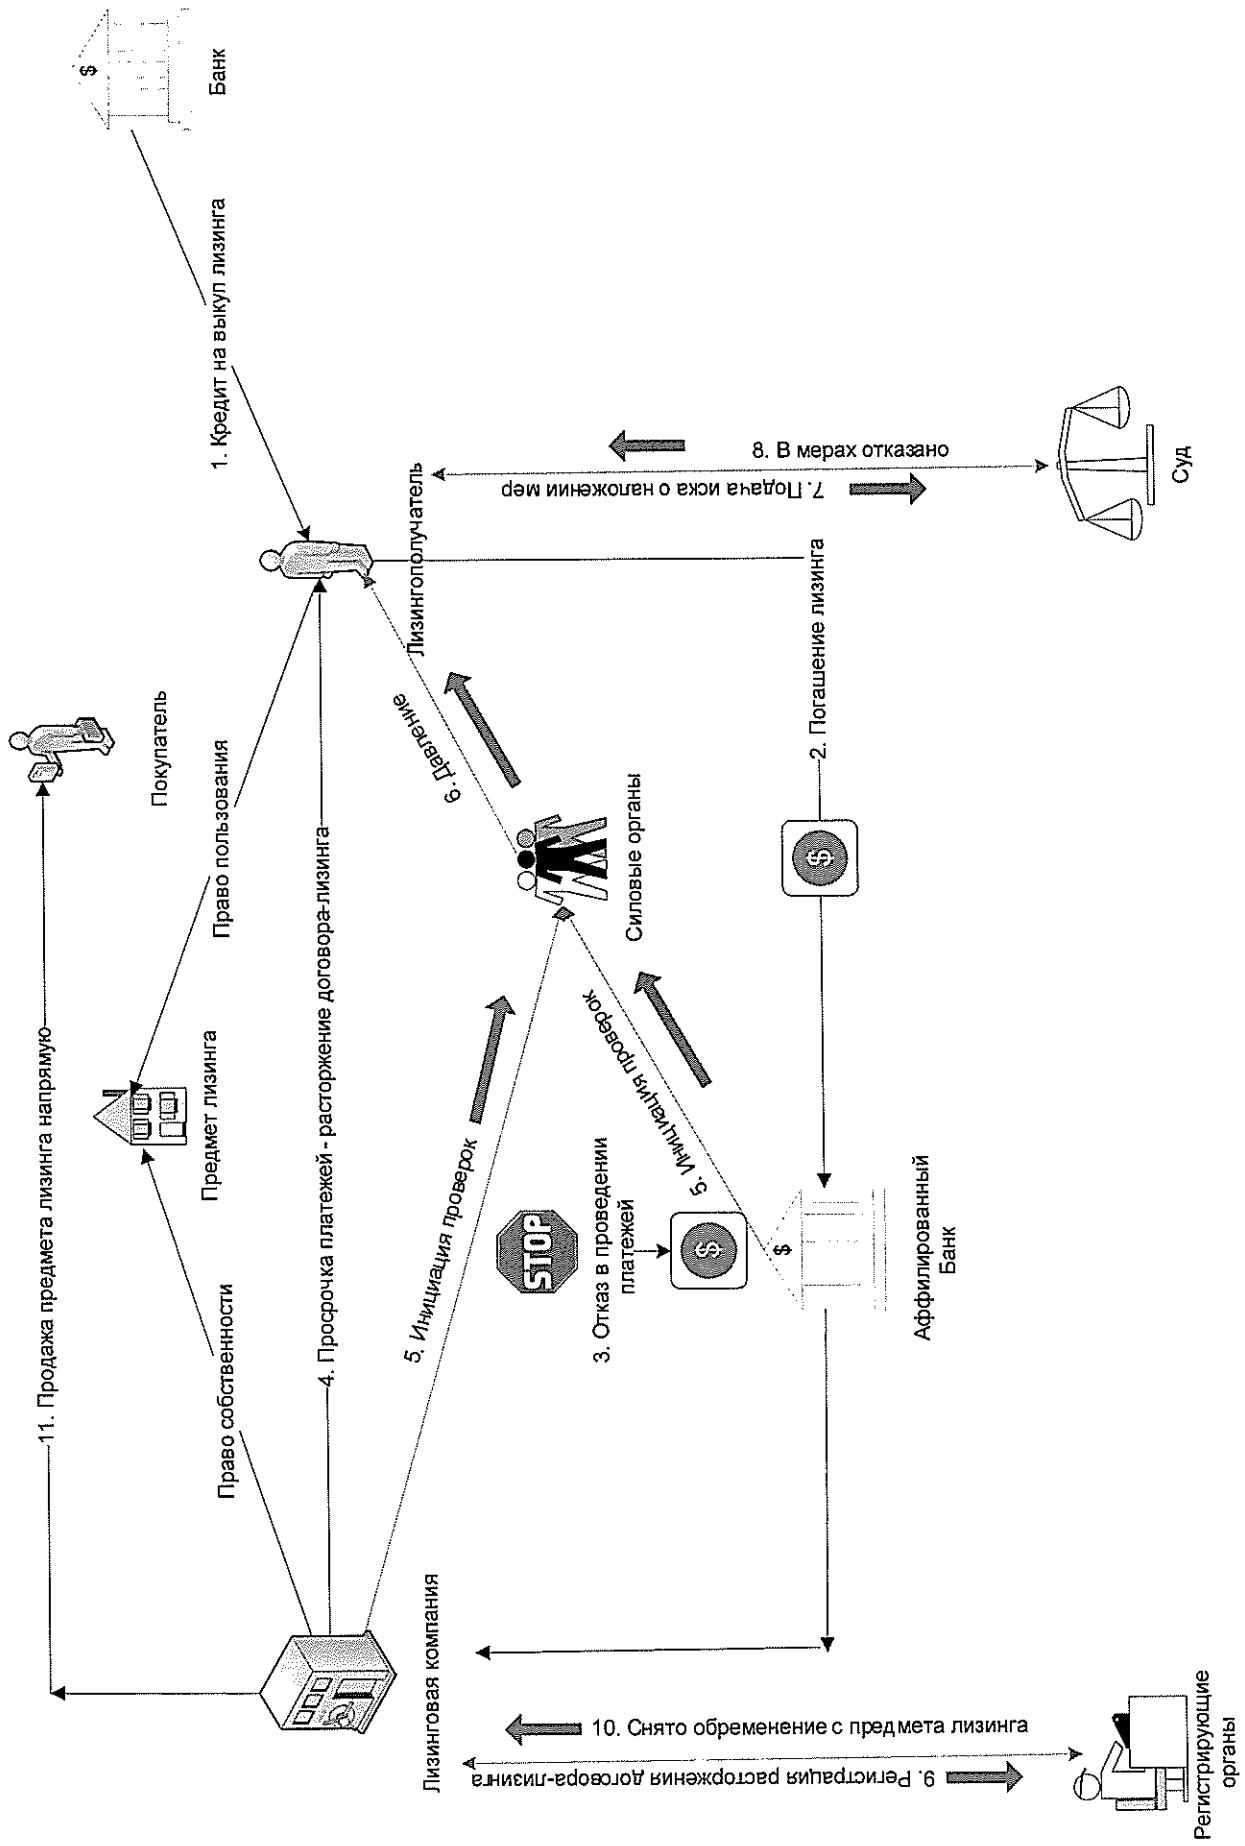 11. Продажа предмета лизинга напрямую
Покупатель
$
Банк
Право собственности
Предмет лизинга
Право пользования
1. Кредит на выкуп лизинга
4. Просрочка платежей - расторжение договора-лизинга
Лизинговая компания
5. Инициация проверок
6. Давление
Лизингополучатель
STOP
3. Отказ в проведении
платежей
$
5. Инициация проверок
Силовые органы
7. Подача иска о наложении мер
8. В мерах отказано
9. Регистрация расторжения договора-лизинга
10. Снято обременение с предмета лизинга
$
Аффилированный
Банк
$
2. Погашение лизинга
Регистрирующие
органы
Суд